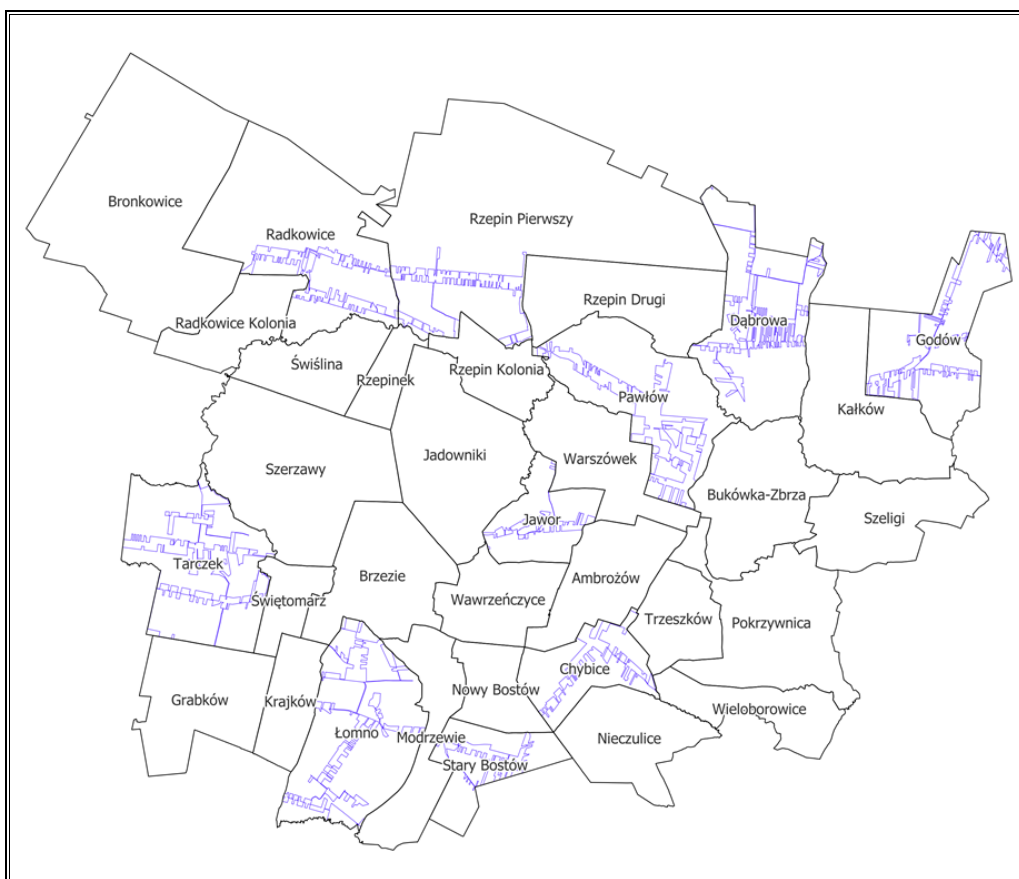 Bronkowice
Rzepin Pierwszy
Radkowice
Rzepin Drugi
Radkowice Kolonia
Dąbrowa
Godów
Świślina
Rzepinek
Rzepin Kolonia
Pawłów
Kałków
Szerzawy
Jadowniki
Warszówek
Bukówka-Zbrza
Szeligi
Jawor
Tarczek
Brzezie
Ambrożów
Świętomarz
Wawrzeńczyce
Trzeszków
Pokrzywnica
Chybice
Grabków
Krajków
Nowy Bostów
Wieloborowice
Łomno
Modrzewie
Nieczulice
Stary Bostów